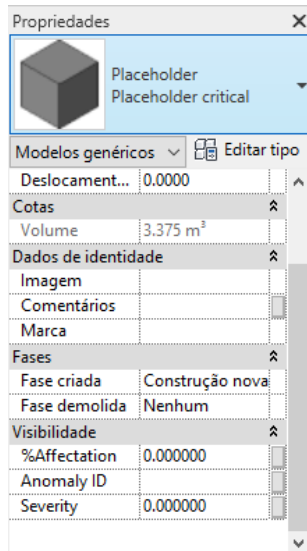 Propriedades
Placeholder
Placeholder critical
Modelos genéricos
Editar tipo
Deslocament... 0.0000
Cotas
Volume 3.375 m³
Dados de identidade
Imagem
Comentários
Marca
Fases
Fase criada Construção nova
Fase demolida Nenhum
Visibilidade
%Affectation 0.000000
Anomaly ID
Severity 0.000000